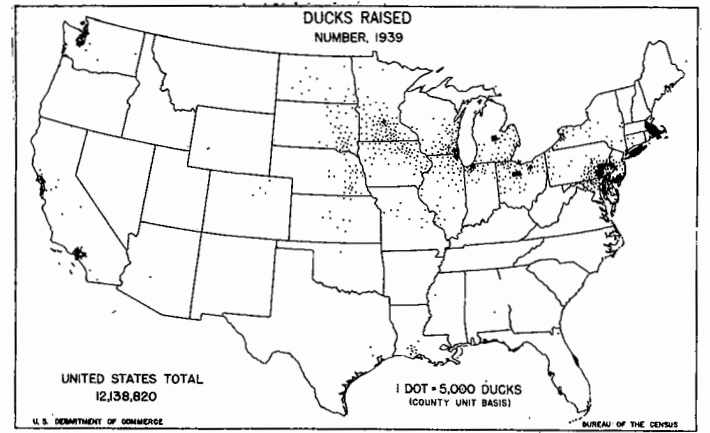 DUCKS RAISED
NUMBER, 1939
UNITED STATES TOTAL
12,138,820
1 DOT = 5,000 DUCKS
(COUNTY UNIT BASIS)
U. S. DEPARTMENT OF COMMERCE
BUREAU OF THE CENSUS